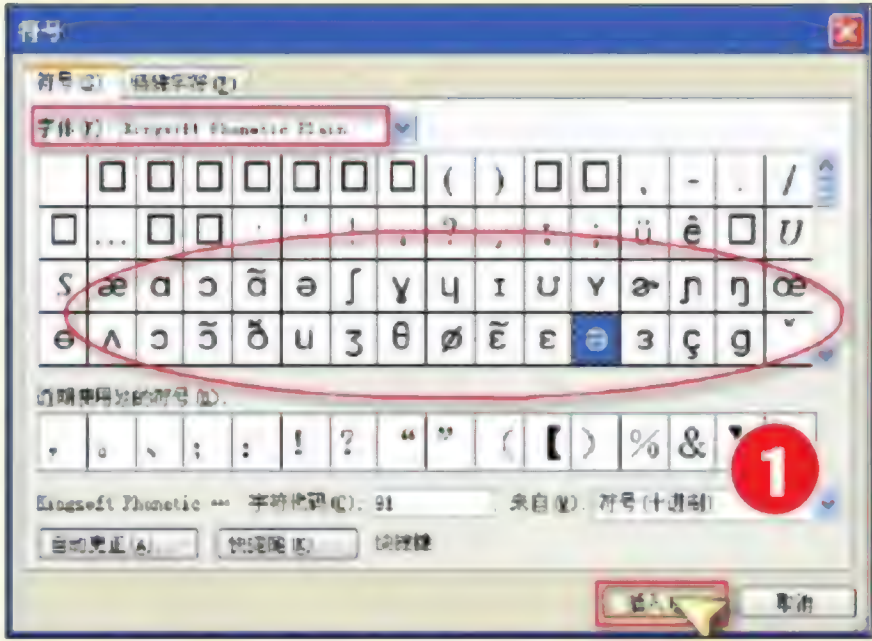 符号
符号(S) 特殊字符(P)
字体(F) Kingsoft Phonetic Plain
□ □ □ □ □ □ □ ( ) □ □ , - . /
□ … □ □ · ' ! , ? , : ; ü ê □ Ʊ
S æ ɑ ɔ ɑ̃ ə ʃ ɣ ɥ ɪ ʊ ʏ ɚ ɲ ŋ œ
ɵ ʌ ɔ ɔ̃ ð u ʒ θ ø ɛ̃ ɛ ə ɜ ç g ˇ
近期使用过的符号(R):
, 。 、 ; : ! ? “ ” ( 【 ) % &
1
Kingsoft Phonetic 字符代码(C): 91 来自(M): 符号(十进制)
自动更正(A)... 快捷键(K)... 快捷键
插入 取消